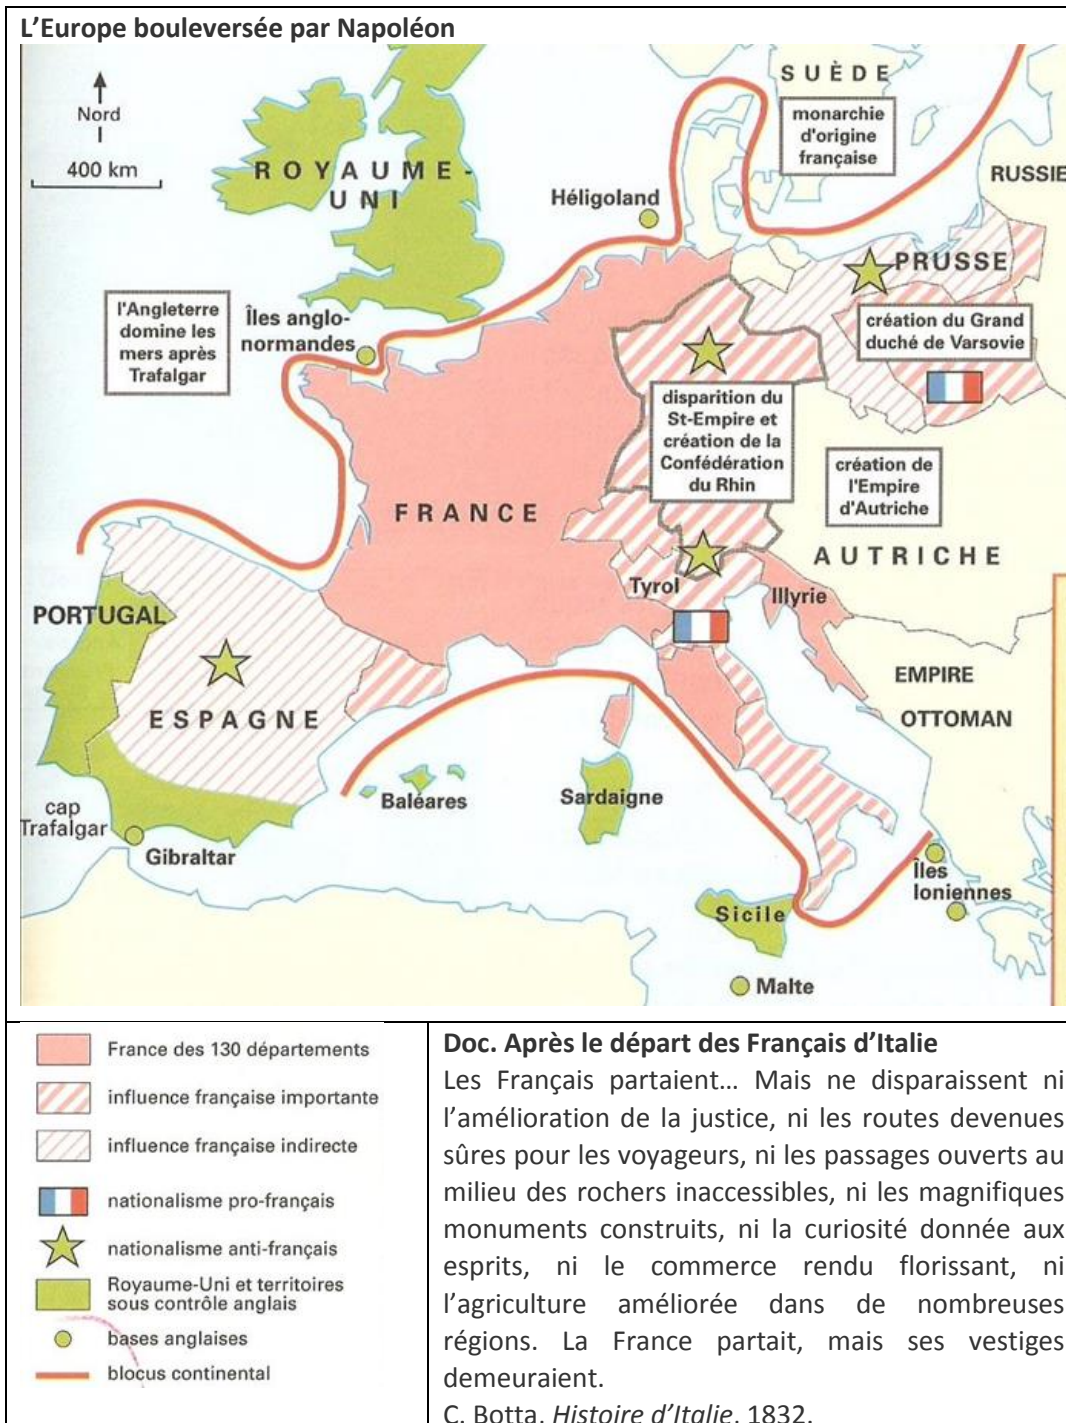 L’Europe bouleversée par Napoléon
Nord
400 km
SUÈDE
monarchie
d'origine
française
RUSSIE
ROYAUME-
UNI
Héligoland
PRUSSE
l'Angleterre
domine les
mers après
Trafalgar
Îles anglo-
normandes
création du Grand
duché de Varsovie
disparition du
St-Empire et
création de la
Confédération
du Rhin
création de
l'Empire
d'Autriche
FRANCE
AUTRICHE
Tyrol
Illyrie
PORTUGAL
EMPIRE
OTTOMAN
ESPAGNE
Baléares
Sardaigne
cap
Trafalgar
Gibraltar
Îles
Ioniennes
Sicile
Malte
France des 130 départements
influence française importante
influence française indirecte
nationalisme pro-français
nationalisme anti-français
Royaume-Uni et territoires
sous contrôle anglais
bases anglaises
blocus continental
Doc. Après le départ des Français d’Italie
Les Français partaient… Mais ne disparaissent ni
l’amélioration de la justice, ni les routes devenues
sûres pour les voyageurs, ni les passages ouverts au
milieu des rochers inaccessibles, ni les magnifiques
monuments construits, ni la curiosité donnée aux
esprits, ni le commerce rendu florissant, ni
l’agriculture améliorée dans de nombreuses
régions. La France partait, mais ses vestiges
demeuraient.
C. Botta, Histoire d’Italie, 1832.